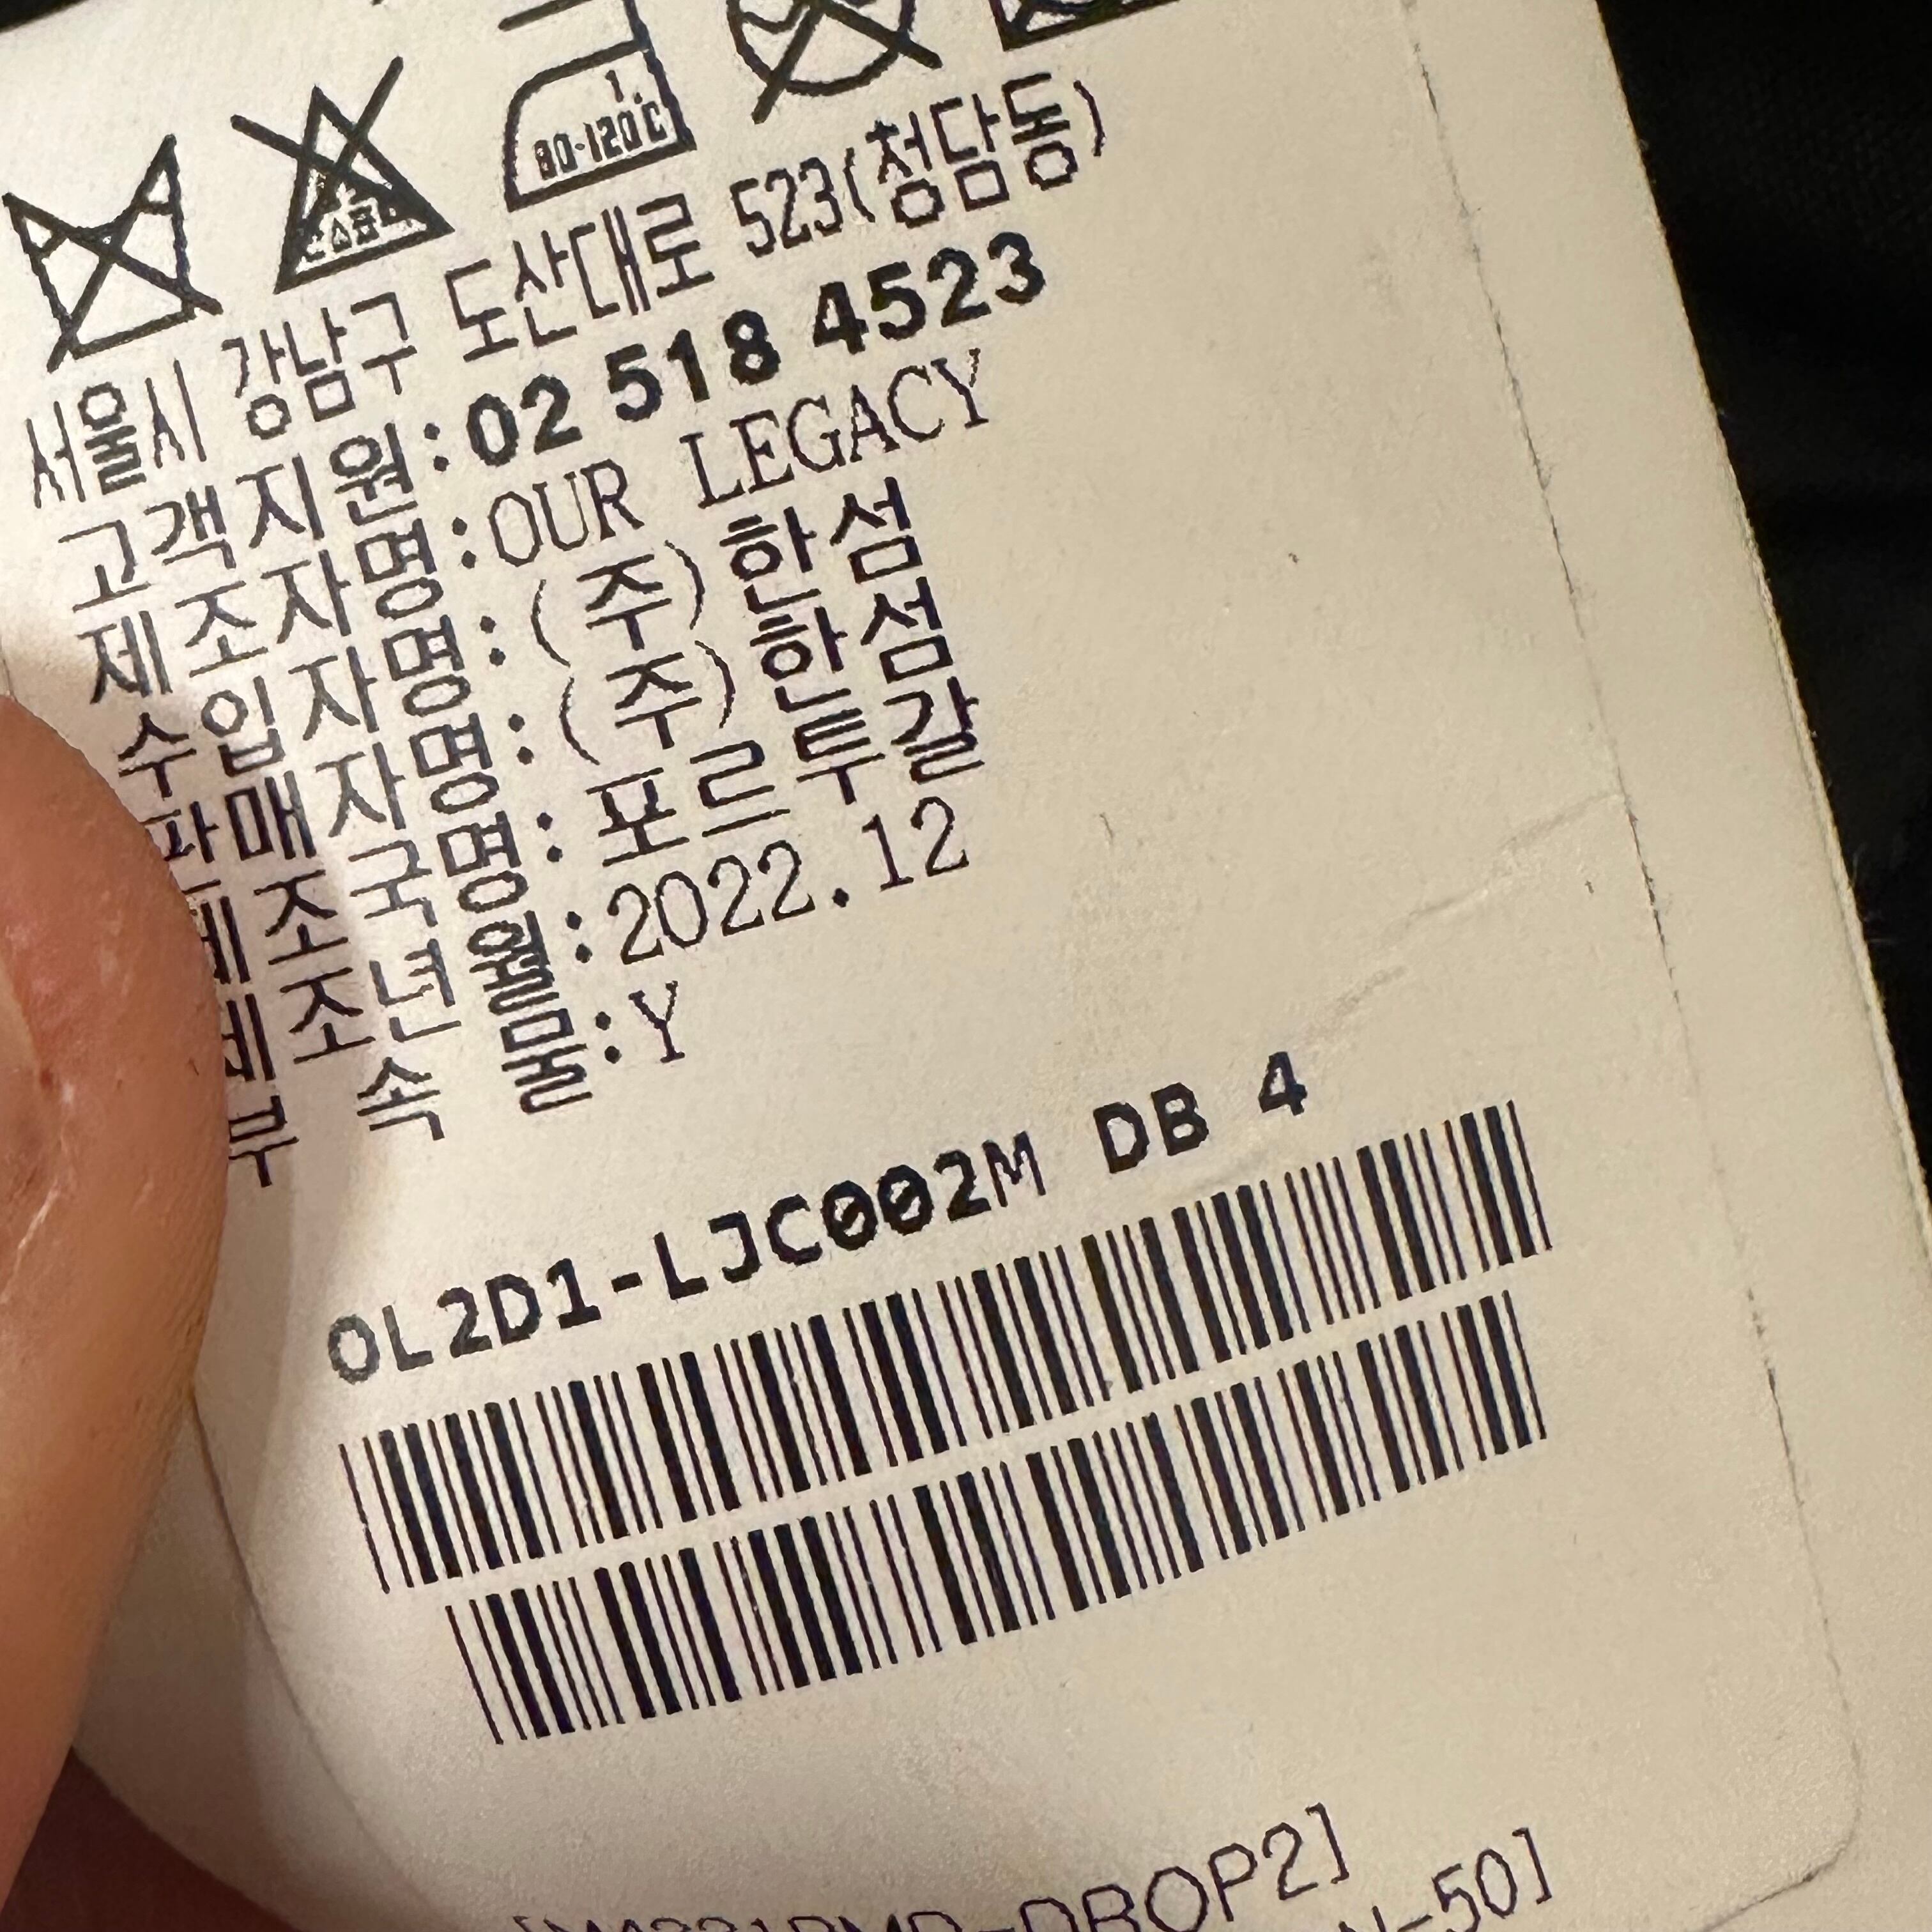 80-120℃
서울시 강남구 도산대로 523(청담동)
고객지원:02 518 4523
제조자명:OUR LEGACY
수입자명:(주)한섬
판매자명:(주)한섬
제조국명:포르투갈
제조년월:2022.12
부속물:Y
OL2D1-LJC002M DB 4